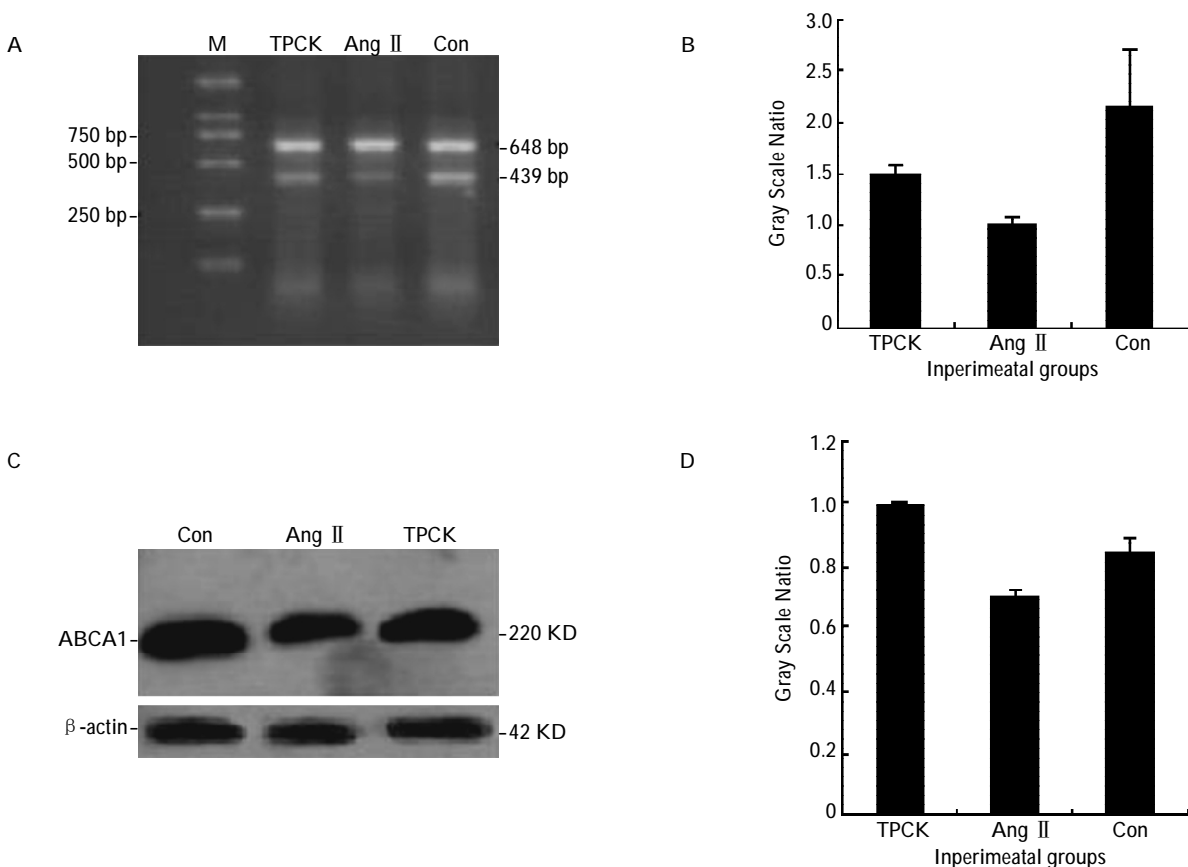 A
M TPCK Ang Ⅱ Con
750 bp-
500 bp-
250 bp-
-648 bp
-439 bp
B
Gray Scale Natio
3.0
2.5
2.0
1.5
1.0
0.5
0
TPCK Ang Ⅱ Con
Inperimeatal groups
C
Con Ang Ⅱ TPCK
ABCA1- -220 KD
β-actin- -42 KD
D
Gray Scale Natio
1.2
1.0
0.8
0.6
0.4
0.2
0
TPCK Ang Ⅱ Con
Inperimeatal groups